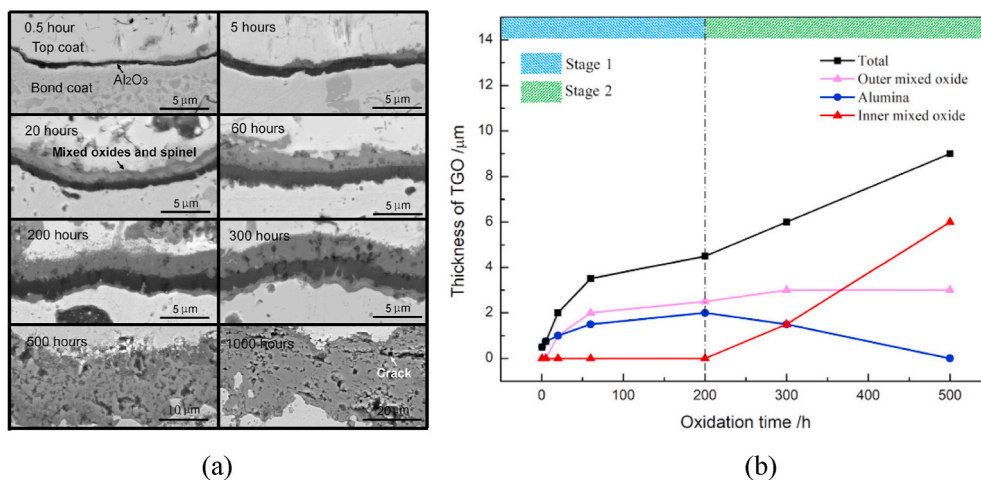 0.5 hour
Top coat
Al₂O₃
Bond coat
5 μm
5 hours
5 μm
20 hours
Mixed oxides and spinel
5 μm
60 hours
5 μm
200 hours
5 μm
300 hours
5 μm
500 hours
10 μm
1000 hours
Crack
20 μm
(a)
Stage 1
Stage 2
Total
Outer mixed oxide
Alumina
Inner mixed oxide
Thickness of TGO /μm
14
12
10
8
6
4
2
0
0
100
200
300
400
500
Oxidation time /h
(b)